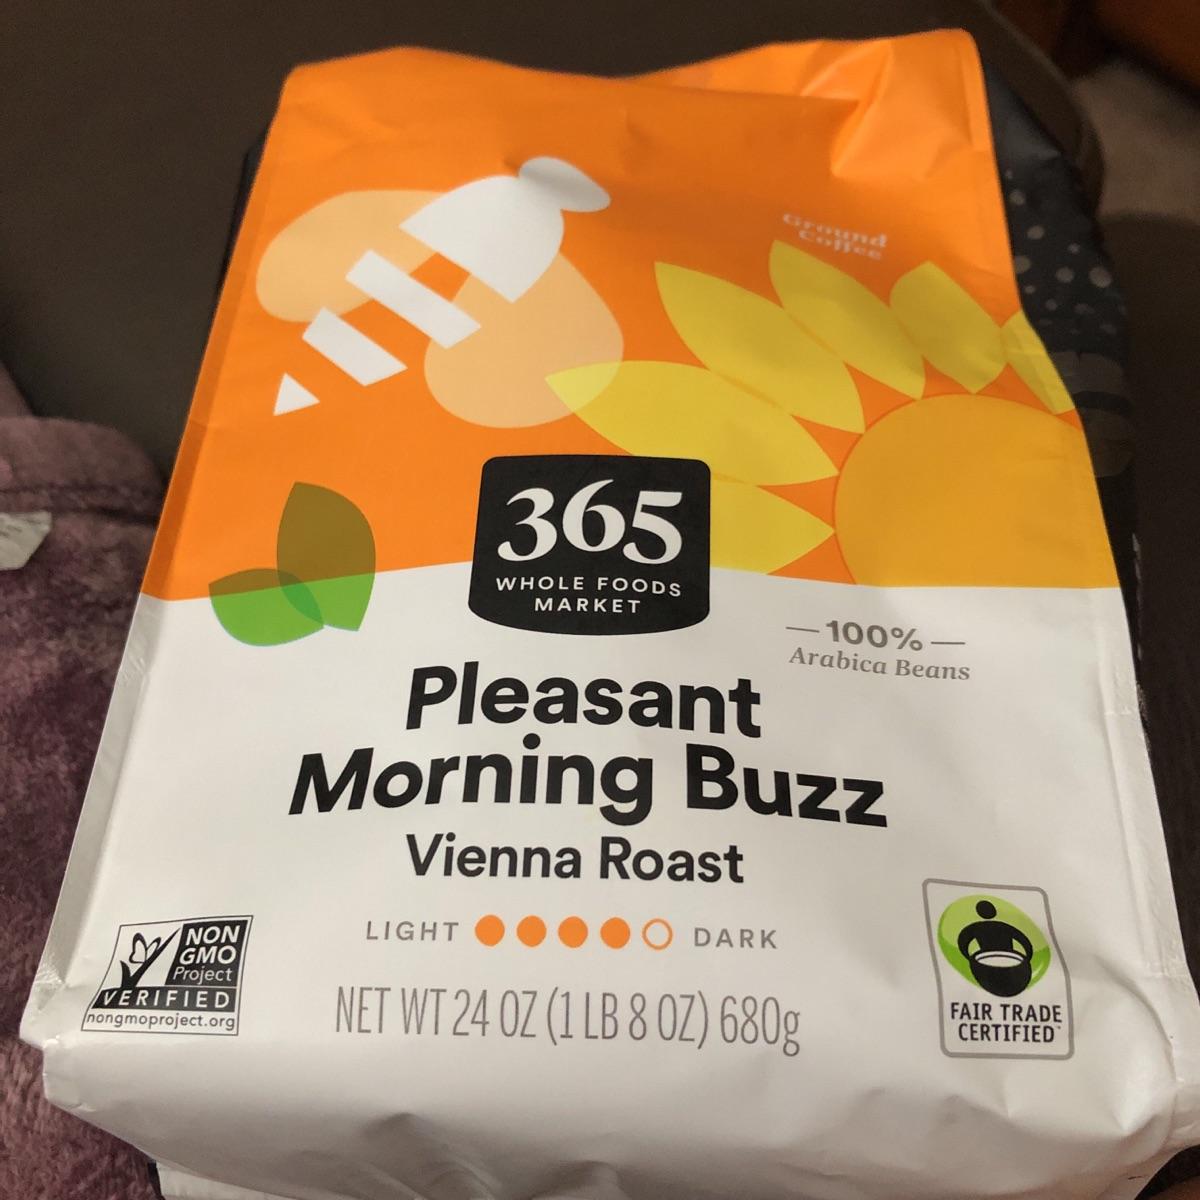 Ground
Coffee
365
WHOLE FOODS
MARKET
— 100% —
Arabica Beans
Pleasant
Morning Buzz
Vienna Roast
LIGHT DARK
NON
GMO
Project
VERIFIED
nongmoproject.org
NET WT 24 OZ (1 LB 8 OZ) 680g
FAIR TRADE
CERTIFIED™